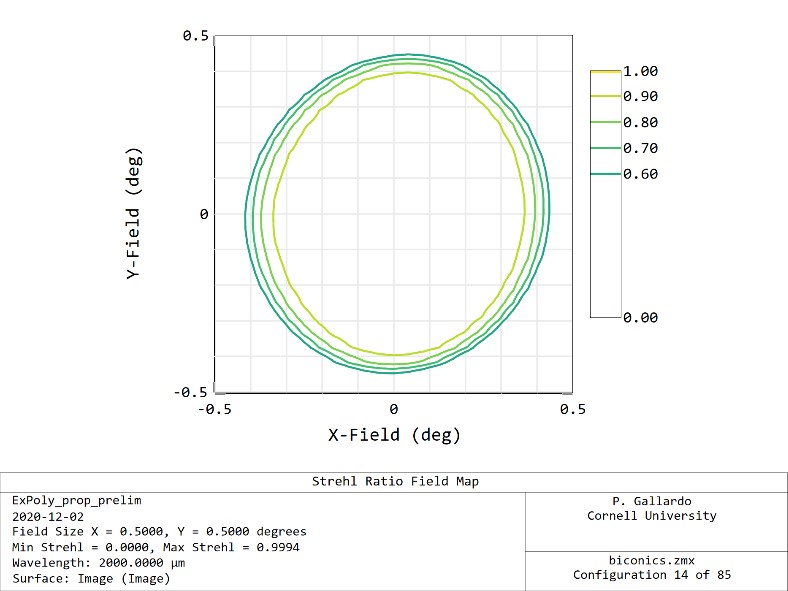 0.5
0
-0.5
Y-Field (deg)
-0.5
0
0.5
X-Field (deg)
1.00
0.90
0.80
0.70
0.60
0.00
Strehl Ratio Field Map
ExPoly_prop_prelim
2020-12-02
Field Size X = 0.5000, Y = 0.5000 degrees
Min Strehl = 0.0000, Max Strehl = 0.9994
Wavelength: 2000.0000 µm
Surface: Image (Image)
P. Gallardo
Cornell University
biconics.zmx
Configuration 14 of 85